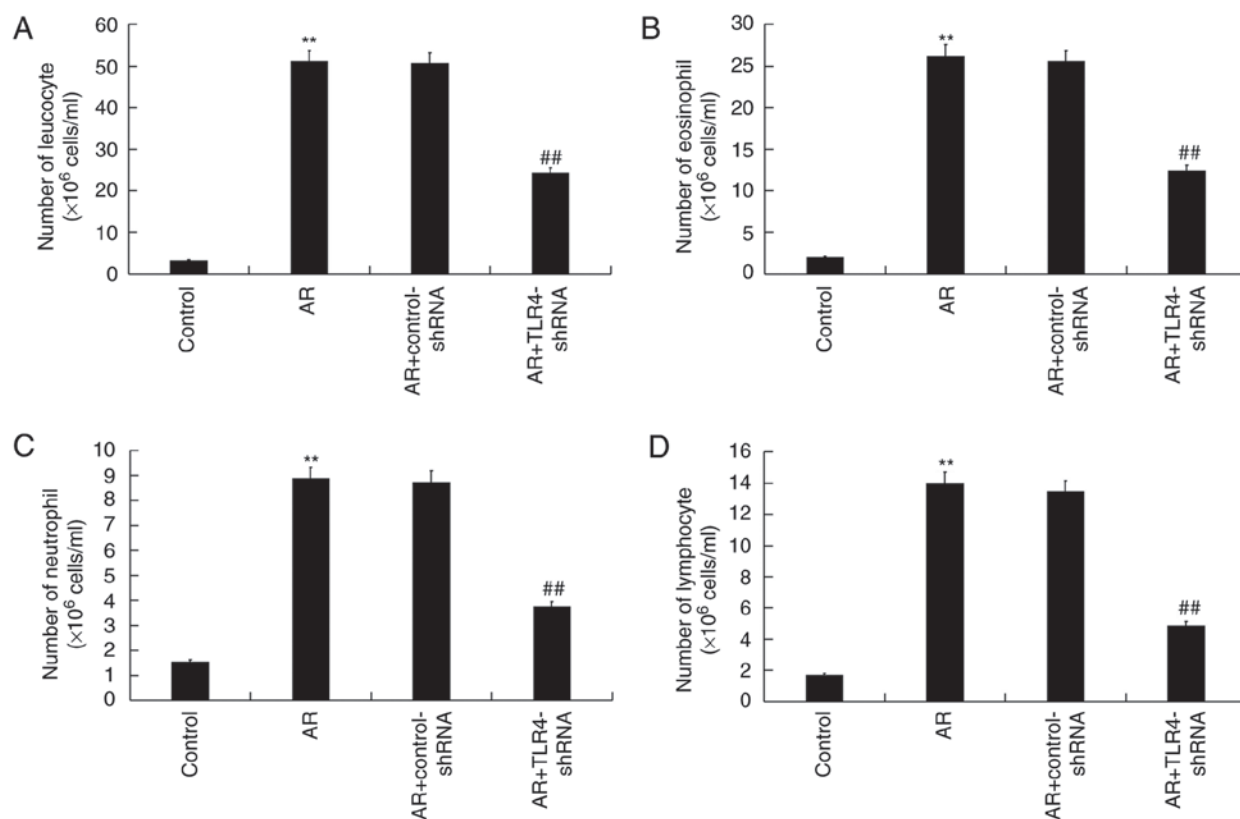 A
Number of leucocyte
(×10⁶ cells/ml)
60
50
40
30
20
10
0
**
##
Control
AR
AR+control-
shRNA
AR+TLR4-
shRNA
B
Number of eosinophil
(×10⁶ cells/ml)
30
25
20
15
10
5
0
**
##
Control
AR
AR+control-
shRNA
AR+TLR4-
shRNA
C
Number of neutrophil
(×10⁶ cells/ml)
10
9
8
7
6
5
4
3
2
1
0
**
##
Control
AR
AR+control-
shRNA
AR+TLR4-
shRNA
D
Number of lymphocyte
(×10⁶ cells/ml)
16
14
12
10
8
6
4
2
0
**
##
Control
AR
AR+control-
shRNA
AR+TLR4-
shRNA